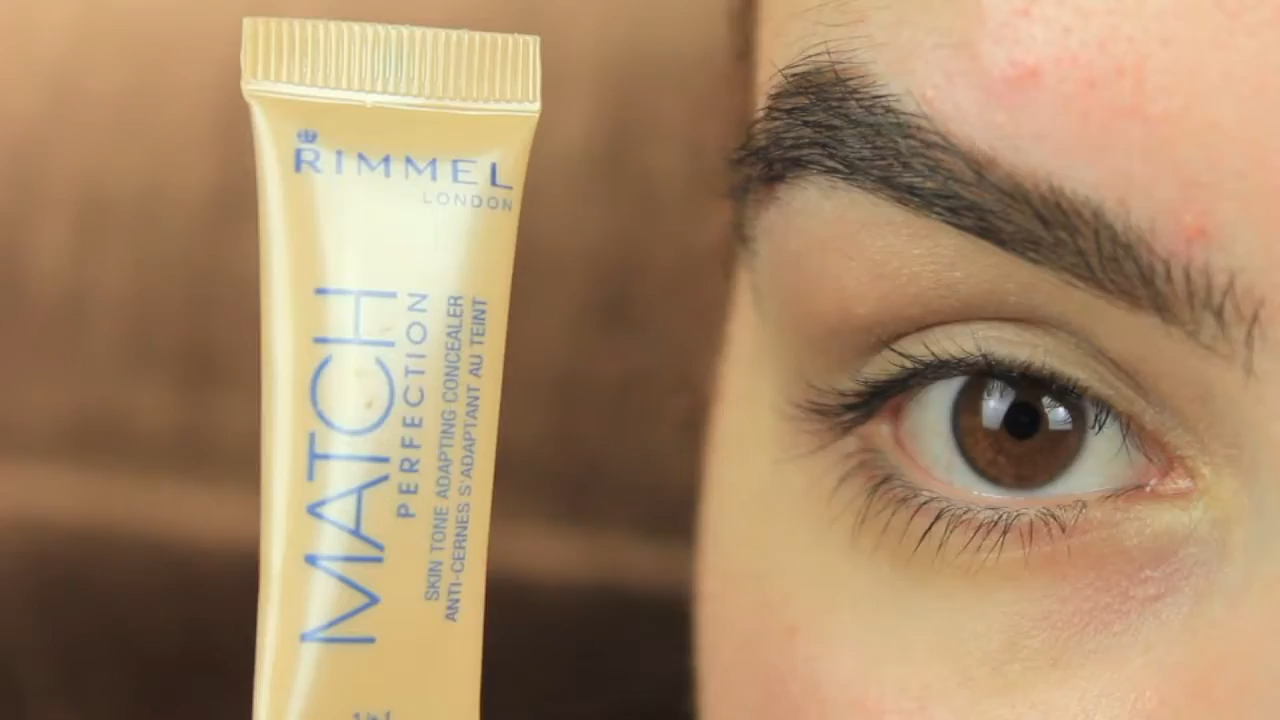 RIMMEL
LONDON
MATCH
PERFECTION
SKIN TONE ADAPTING CONCEALER
ANTI-CERNES S'ADAPTANT AU TEINT